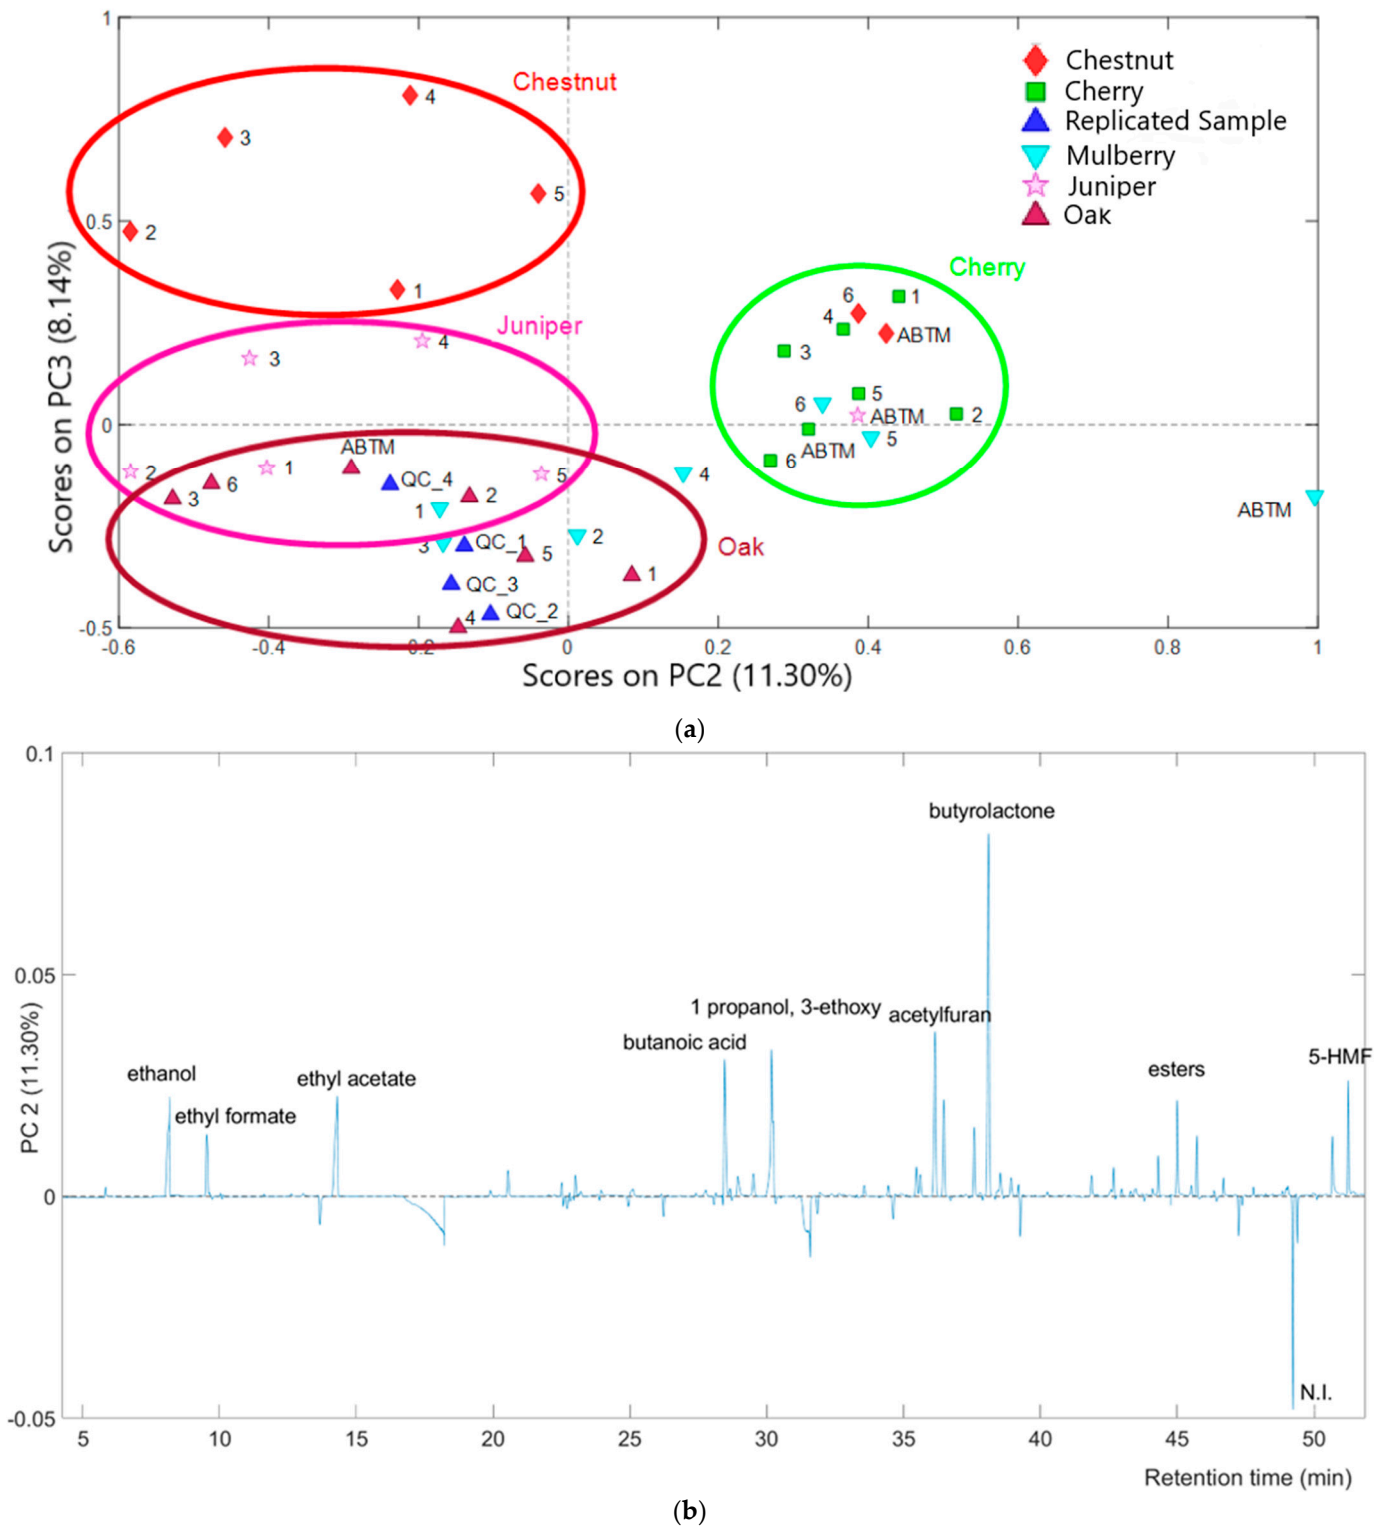 1
Chestnut
Chestnut
Cherry
Replicated Sample
Mulberry
Juniper
Oak
4
3
5
0.5
2
1
Cherry
6
1
4
ABTM
3
Juniper
4
3
5
6
ABTM
2
0
ABTM
5
ABTM
6
2
1
5
4
3
6
QC_4
2
1
ABTM
3
QC_1
2
5
Oak
1
QC_3
QC_2
4
-0.5
-0.6
-0.4
-0.2
0
0.2
0.4
0.6
0.8
1
Scores on PC3 (8.14%)
Scores on PC2 (11.30%)
(a)
0.1
butyrolactone
0.05
1 propanol, 3-ethoxy
acetylfuran
butanoic acid
5-HMF
ethanol
ethyl acetate
esters
ethyl formate
PC 2 (11.30%)
0
N.I.
-0.05
5
10
15
20
25
30
35
40
45
50
Retention time (min)
(b)